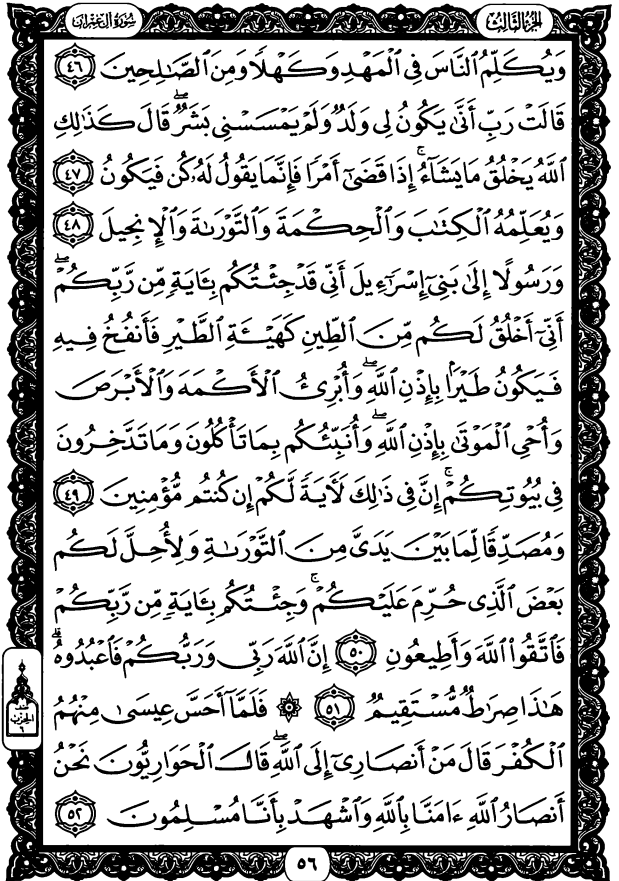 الجزء الثالث
سورة آل عمران
وَيُكَلِّمُ ٱلنَّاسَ فِى ٱلْمَهْدِ وَكَهْلًا وَمِنَ ٱلصَّٰلِحِينَ ٤٦
قَالَتْ رَبِّ أَنَّىٰ يَكُونُ لِى وَلَدٌ وَلَمْ يَمْسَسْنِى بَشَرٌ ۖ قَالَ كَذَٰلِكِ
ٱللَّهُ يَخْلُقُ مَا يَشَآءُ ۚ إِذَا قَضَىٰٓ أَمْرًا فَإِنَّمَا يَقُولُ لَهُۥ كُن فَيَكُونُ ٤٧
وَيُعَلِّمُهُ ٱلْكِتَٰبَ وَٱلْحِكْمَةَ وَٱلتَّوْرَىٰةَ وَٱلْإِنجِيلَ ٤٨
وَرَسُولًا إِلَىٰ بَنِىٓ إِسْرَٰٓءِيلَ أَنِّى قَدْ جِئْتُكُم بِـَٔايَةٍ مِّن رَّبِّكُمْ ۖ
أَنِّىٓ أَخْلُقُ لَكُم مِّنَ ٱلطِّينِ كَهَيْـَٔةِ ٱلطَّيْرِ فَأَنفُخُ فِيهِ
فَيَكُونُ طَيْرًۢا بِإِذْنِ ٱللَّهِ ۖ وَأُبْرِئُ ٱلْأَكْمَهَ وَٱلْأَبْرَصَ
وَأُحْىِ ٱلْمَوْتَىٰ بِإِذْنِ ٱللَّهِ ۖ وَأُنَبِّئُكُم بِمَا تَأْكُلُونَ وَمَا تَدَّخِرُونَ
فِى بُيُوتِكُمْ ۚ إِنَّ فِى ذَٰلِكَ لَـَٔايَةً لَّكُمْ إِن كُنتُم مُّؤْمِنِينَ ٤٩
وَمُصَدِّقًا لِّمَا بَيْنَ يَدَىَّ مِنَ ٱلتَّوْرَىٰةِ وَلِأُحِلَّ لَكُم
بَعْضَ ٱلَّذِى حُرِّمَ عَلَيْكُمْ ۚ وَجِئْتُكُم بِـَٔايَةٍ مِّن رَّبِّكُمْ
فَٱتَّقُوا۟ ٱللَّهَ وَأَطِيعُونِ ٥٠ إِنَّ ٱللَّهَ رَبِّى وَرَبُّكُمْ فَٱعْبُدُوهُ ۗ
هَٰذَا صِرَٰطٌ مُّسْتَقِيمٌ ٥١ ۞ فَلَمَّآ أَحَسَّ عِيسَىٰ مِنْهُمُ
ٱلْكُفْرَ قَالَ مَنْ أَنصَارِىٓ إِلَى ٱللَّهِ ۖ قَالَ ٱلْحَوَارِيُّونَ نَحْنُ
أَنصَارُ ٱللَّهِ ءَامَنَّا بِٱللَّهِ وَٱشْهَدْ بِأَنَّا مُسْلِمُونَ ٥٢
الحزب
٦
٥٦